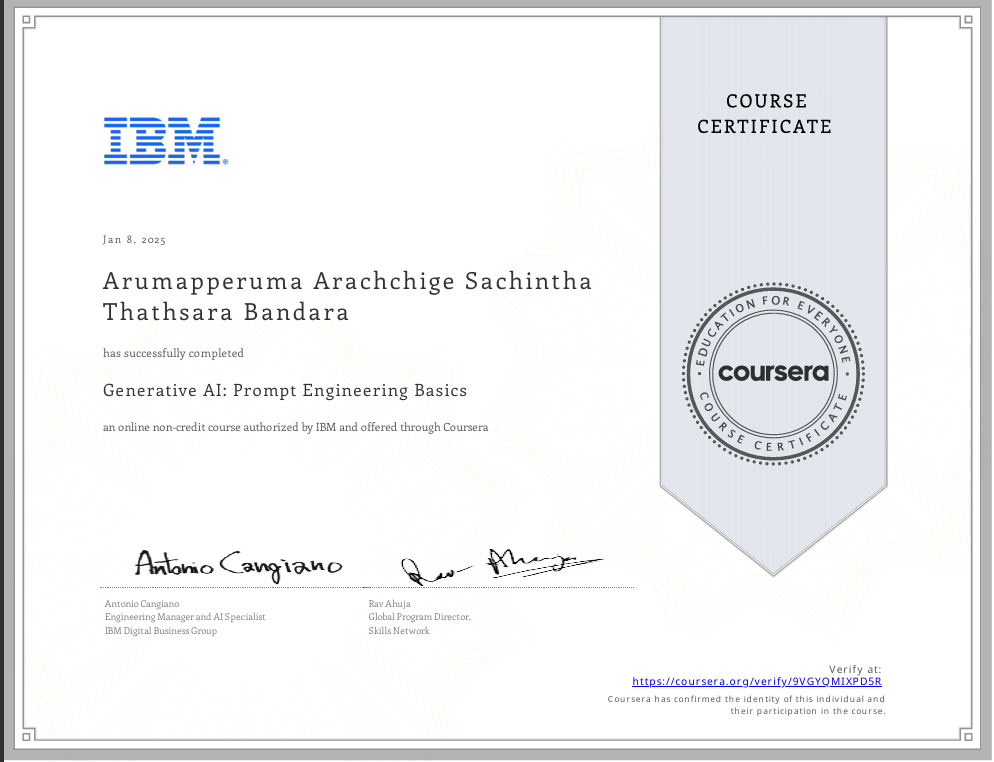 COURSE
CERTIFICATE
IBM®
Jan 8, 2025
Arumapperuma Arachchige Sachintha
Thathsara Bandara
has successfully completed
Generative AI: Prompt Engineering Basics
an online non-credit course authorized by IBM and offered through Coursera
EDUCATION FOR EVERYONE
coursera
COURSE CERTIFICATE
Antonio Cangiano
Rav Ahuja
Antonio Cangiano
Engineering Manager and AI Specialist
IBM Digital Business Group
Rav Ahuja
Global Program Director,
Skills Network
Verify at:
https://coursera.org/verify/9VGYQMIXPD5R
Coursera has confirmed the identity of this individual and
their participation in the course.